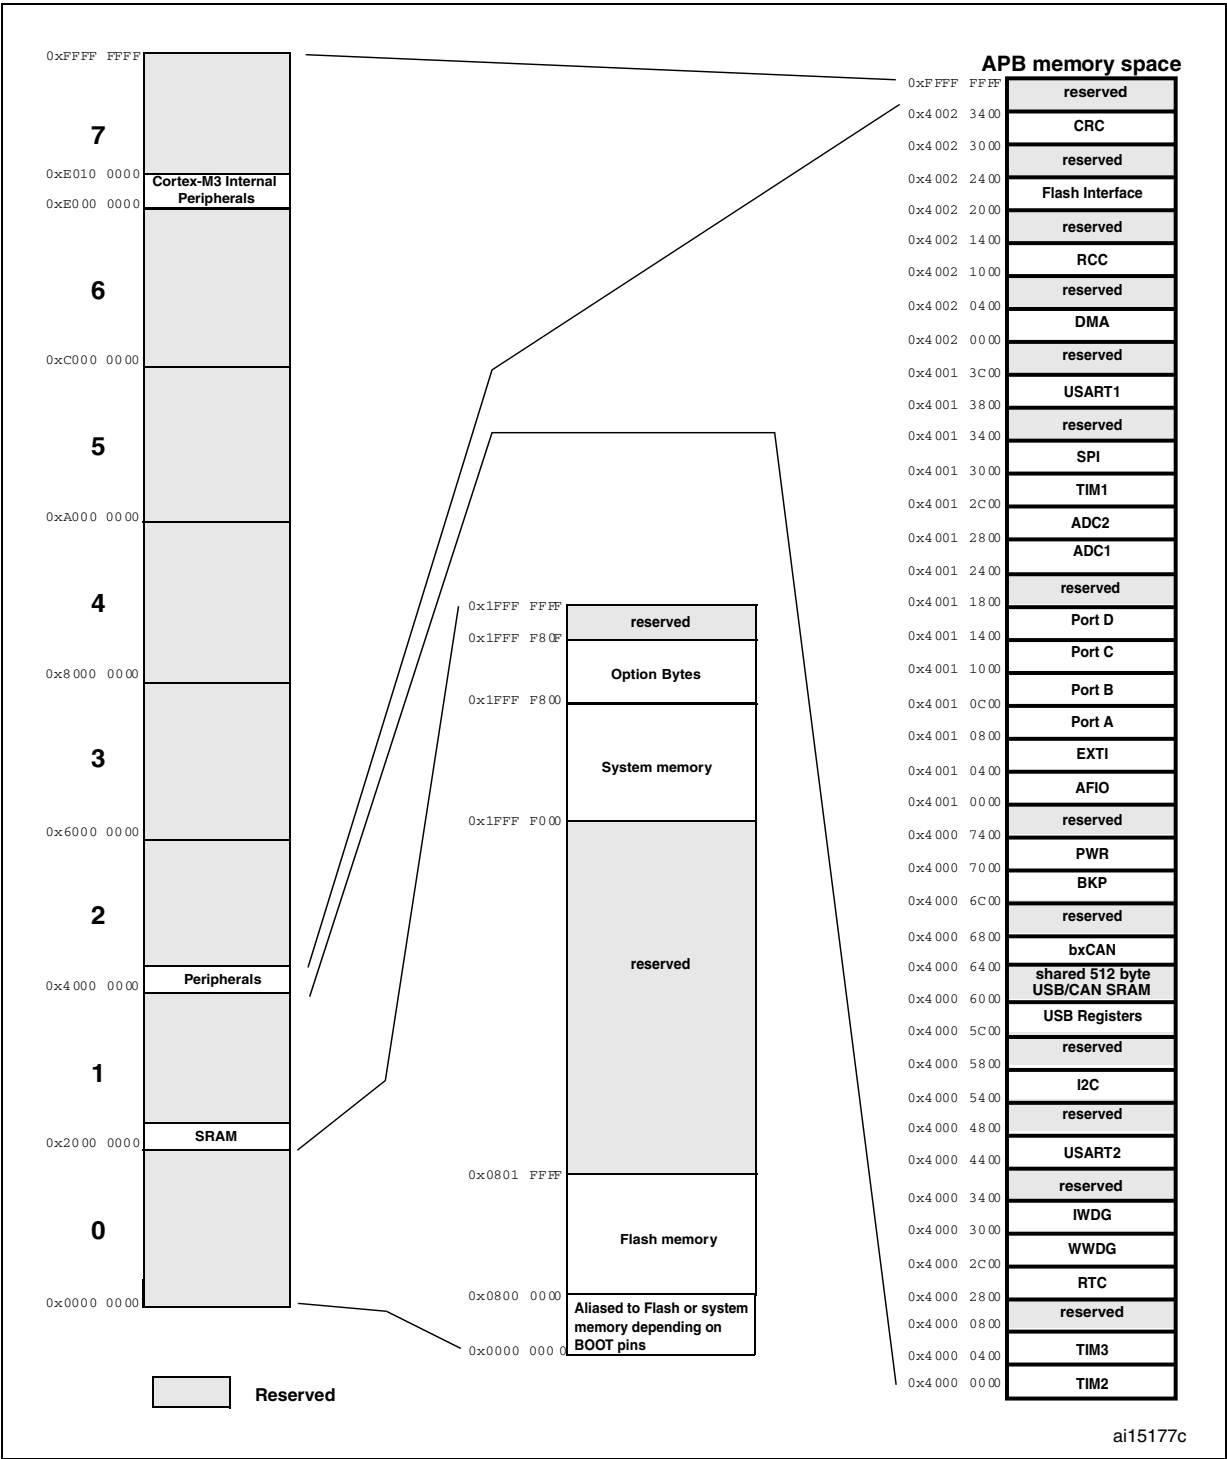 0xFFFF FFFF
7
0xE010 0000
Cortex-M3 Internal
Peripherals
0xE000 0000
6
0xC000 0000
5
0xA000 0000
4
0x8000 0000
3
0x6000 0000
2
Peripherals
0x4000 0000
1
SRAM
0x2000 0000
0
0x0000 0000
Reserved
0x1FFF FFFF
reserved
0x1FFF F80F
Option Bytes
0x1FFF F800
System memory
0x1FFF F000
reserved
0x0801 FFFF
Flash memory
0x0800 0000
Aliased to Flash or system
memory depending on
BOOT pins
0x0000 0000
APB memory space
0xFFFF FFFF
reserved
0x4002 3400
CRC
0x4002 3000
reserved
0x4002 2400
Flash Interface
0x4002 2000
reserved
0x4002 1400
RCC
0x4002 1000
reserved
0x4002 0400
DMA
0x4002 0000
reserved
0x4001 3C00
USART1
0x4001 3800
reserved
0x4001 3400
SPI
0x4001 3000
TIM1
0x4001 2C00
ADC2
0x4001 2800
ADC1
0x4001 2400
reserved
0x4001 1800
Port D
0x4001 1400
Port C
0x4001 1000
Port B
0x4001 0C00
Port A
0x4001 0800
EXTI
0x4001 0400
AFIO
0x4001 0000
reserved
0x4000 7400
PWR
0x4000 7000
BKP
0x4000 6C00
reserved
0x4000 6800
bxCAN
0x4000 6400
shared 512 byte
USB/CAN SRAM
0x4000 6000
USB Registers
0x4000 5C00
reserved
0x4000 5800
I2C
0x4000 5400
reserved
0x4000 4800
USART2
0x4000 4400
reserved
0x4000 3400
IWDG
0x4000 3000
WWDG
0x4000 2C00
RTC
0x4000 2800
reserved
0x4000 0800
TIM3
0x4000 0400
TIM2
0x4000 0000
ai15177c